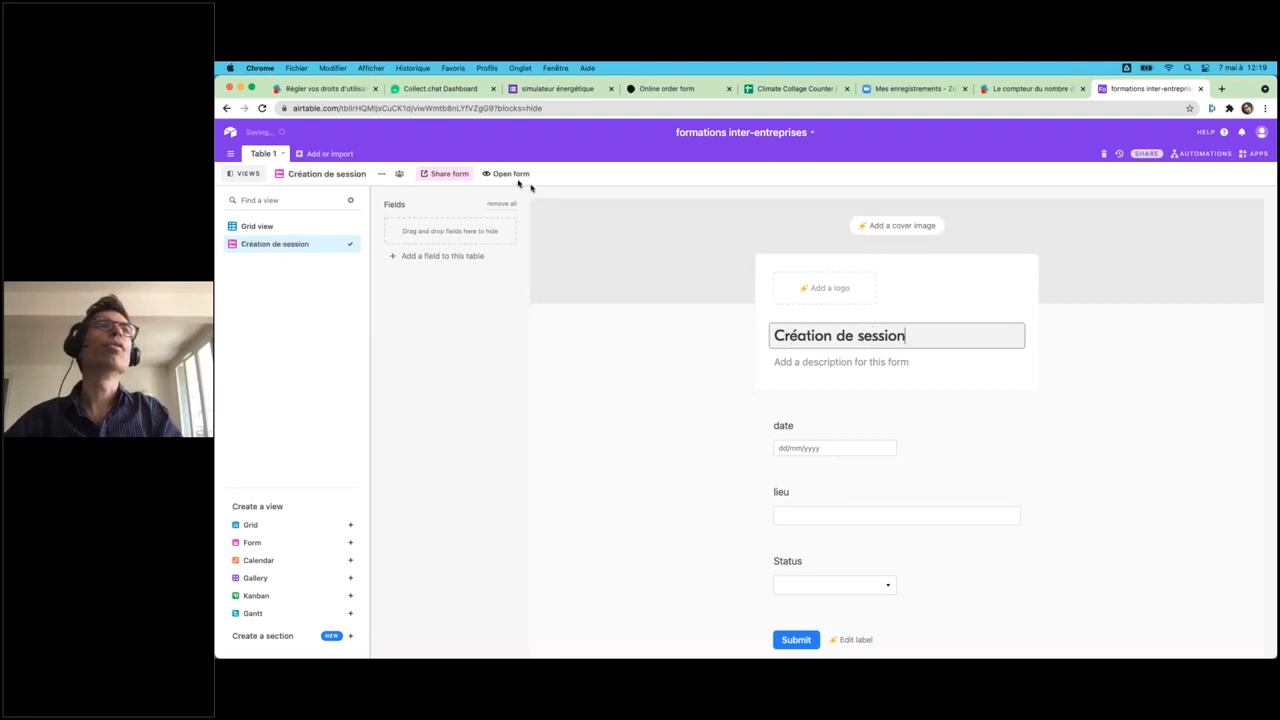 Chrome Fichier Modifier Afficher Historique Favoris Profils Onglet Fenêtre Aide 7 mai à 12:19
Régler vos droits d'utilisa Collect.chat Dashboard simulateur énergétique Online order form Climate Collage Counter / Mes enregistrements - Zo Le compteur du nombre d formations inter-entrepris
airtable.com/tbllrHQMljxCuCK1d/viwWmtb8nLYfVZgG9?blocks=hide
Saving... formations inter-entreprises HELP
Table 1 Add or import SHARE AUTOMATIONS APPS
VIEWS Création de session Share form Open form
Find a view
Grid view
Création de session
Create a view
Grid
Form
Calendar
Gallery
Kanban
Gantt
Create a section NEW
Fields remove all
Drag and drop fields here to hide
Add a field to this table
Add a cover image
Add a logo
Création de session
Add a description for this form
date
dd/mm/yyyy
lieu
Status
Submit Edit label